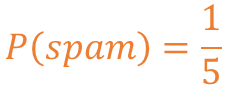 P(spam) = 1/5